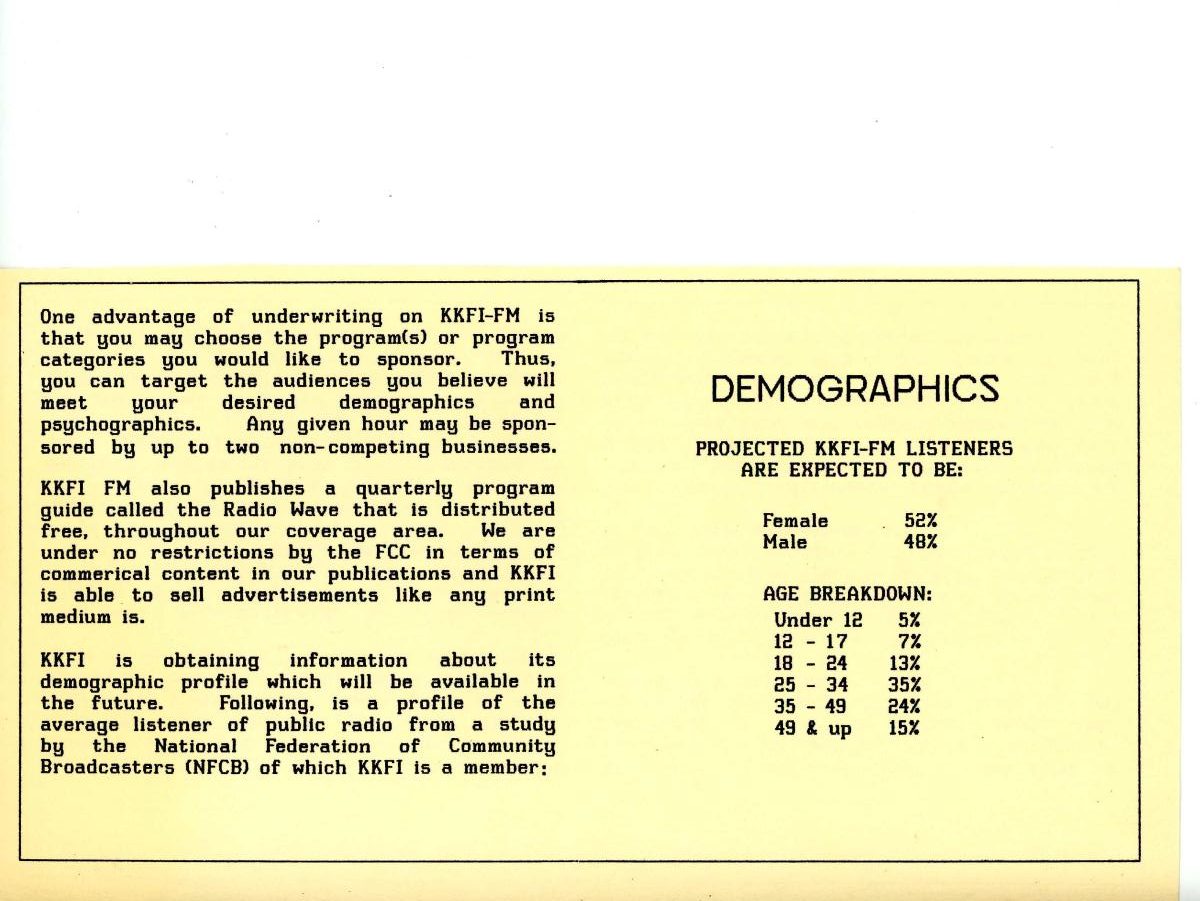 One advantage of underwriting on KKFI-FM is
that you may choose the program(s) or program
categories you would like to sponsor. Thus,
you can target the audiences you believe will
meet your desired demographics and
psychographics. Any given hour may be spon-
sored by up to two non-competing businesses.
KKFI FM also publishes a quarterly program
guide called the Radio Wave that is distributed
free, throughout our coverage area. We are
under no restrictions by the FCC in terms of
commerical content in our publications and KKFI
is able to sell advertisements like any print
medium is.
KKFI is obtaining information about its
demographic profile which will be available in
the future. Following, is a profile of the
average listener of public radio from a study
by the National Federation of Community
Broadcasters (NFCB) of which KKFI is a member:
DEMOGRAPHICS
PROJECTED KKFI-FM LISTENERS
ARE EXPECTED TO BE:
Female 52%
Male 48%
AGE BREAKDOWN:
Under 12 5%
12 - 17 7%
18 - 24 13%
25 - 34 35%
35 - 49 24%
49 & up 15%